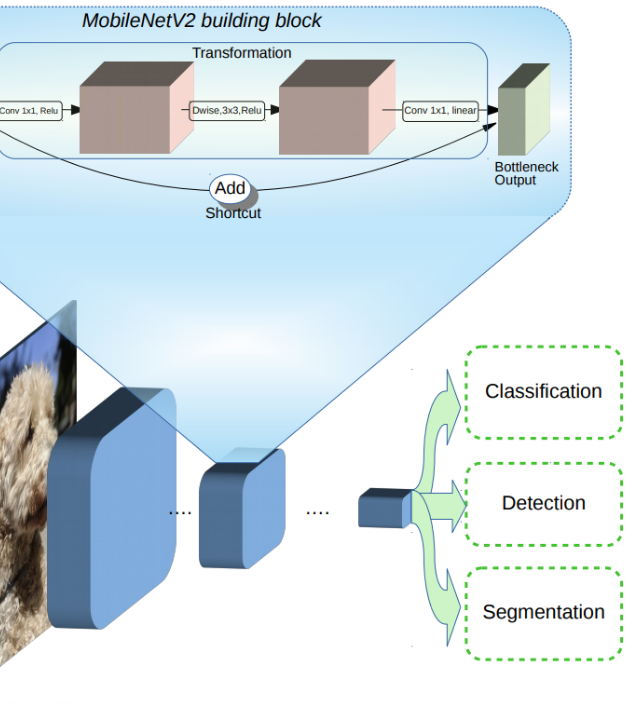 MobileNetV2 building block
Transformation
Conv 1x1, Relu
Dwise,3x3,Relu
Conv 1x1, linear
Bottleneck
Output
Add
Shortcut
Classification
....
....
Detection
Segmentation